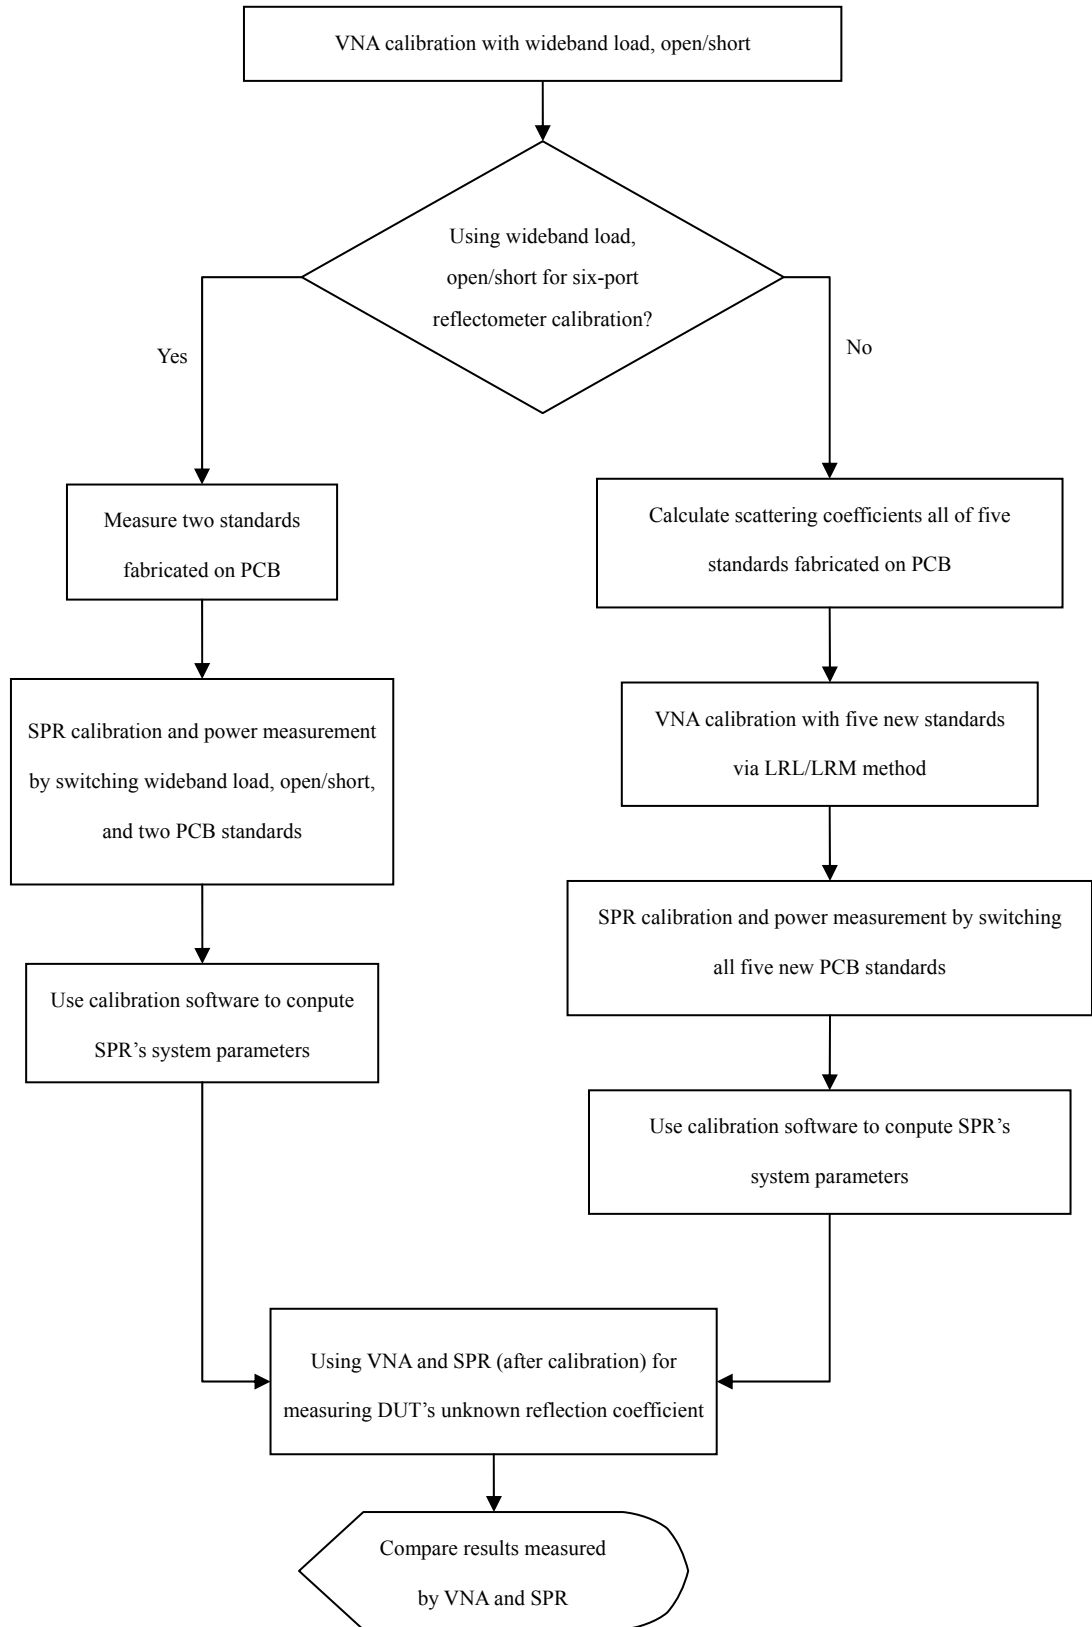 VNA calibration with wideband load, open/short
Using wideband load,
open/short for six-port
reflectometer calibration?
Yes
No
Measure two standards
fabricated on PCB
Calculate scattering coefficients all of five
standards fabricated on PCB
SPR calibration and power measurement
by switching wideband load, open/short,
and two PCB standards
VNA calibration with five new standards
via LRL/LRM method
SPR calibration and power measurement by switching
all five new PCB standards
Use calibration software to conpute
SPR’s system parameters
Use calibration software to conpute SPR’s
system parameters
Using VNA and SPR (after calibration) for
measuring DUT’s unknown reflection coefficient
Compare results measured
by VNA and SPR